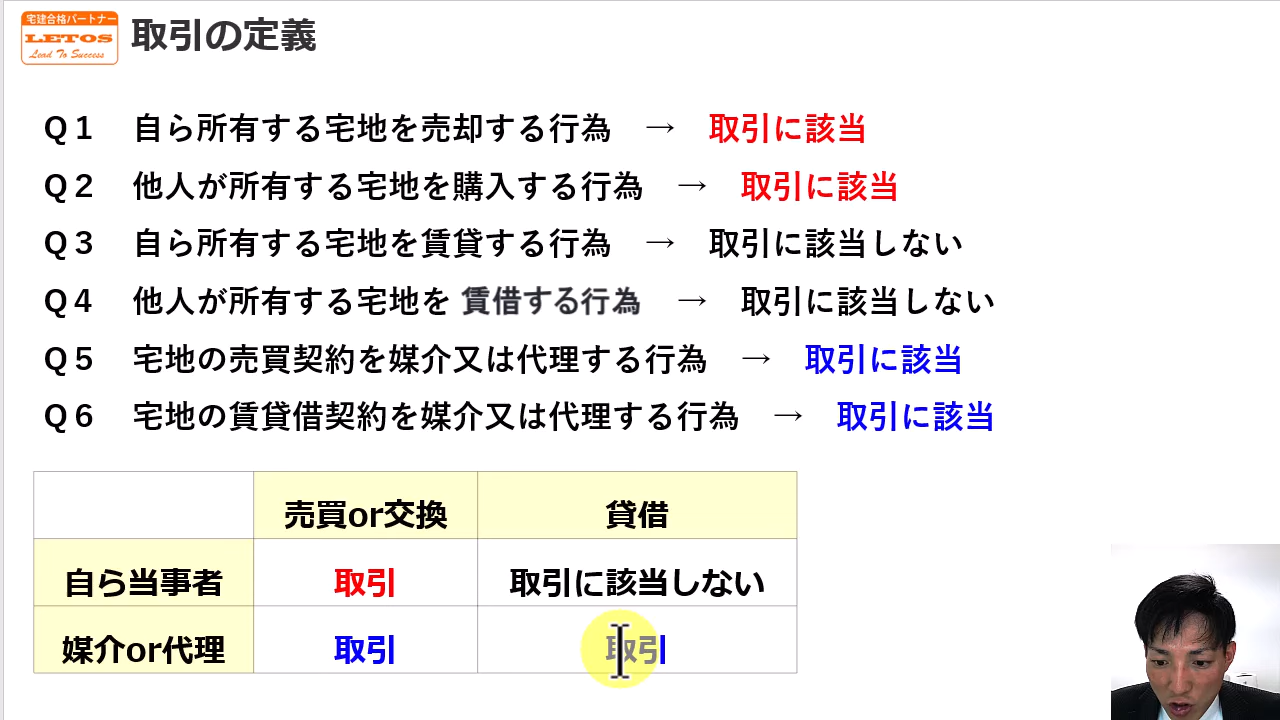 宅建合格パートナー
LETOS
Lead To Success
取引の定義
Q１ 自ら所有する宅地を売却する行為 → 取引に該当
Q２ 他人が所有する宅地を購入する行為 → 取引に該当
Q３ 自ら所有する宅地を賃貸する行為 → 取引に該当しない
Q４ 他人が所有する宅地を 賃借する行為 → 取引に該当しない
Q５ 宅地の売買契約を媒介又は代理する行為 → 取引に該当
Q６ 宅地の賃貸借契約を媒介又は代理する行為 → 取引に該当
売買or交換 貸借
自ら当事者 取引 取引に該当しない
媒介or代理 取引 取引